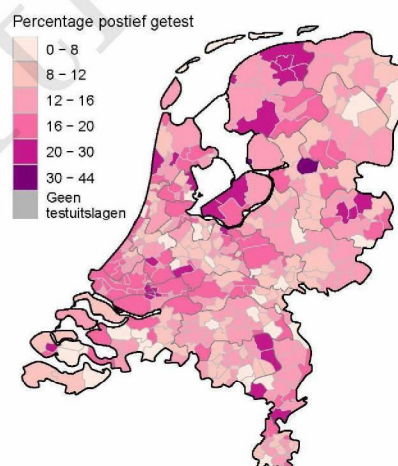 Percentage postief getest
0 – 8
8 – 12
12 – 16
16 – 20
20 – 30
30 – 44
Geen
testuitslagen